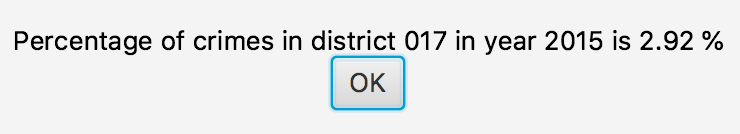 Percentage of crimes in district 017 in year 2015 is 2.92 %
OK